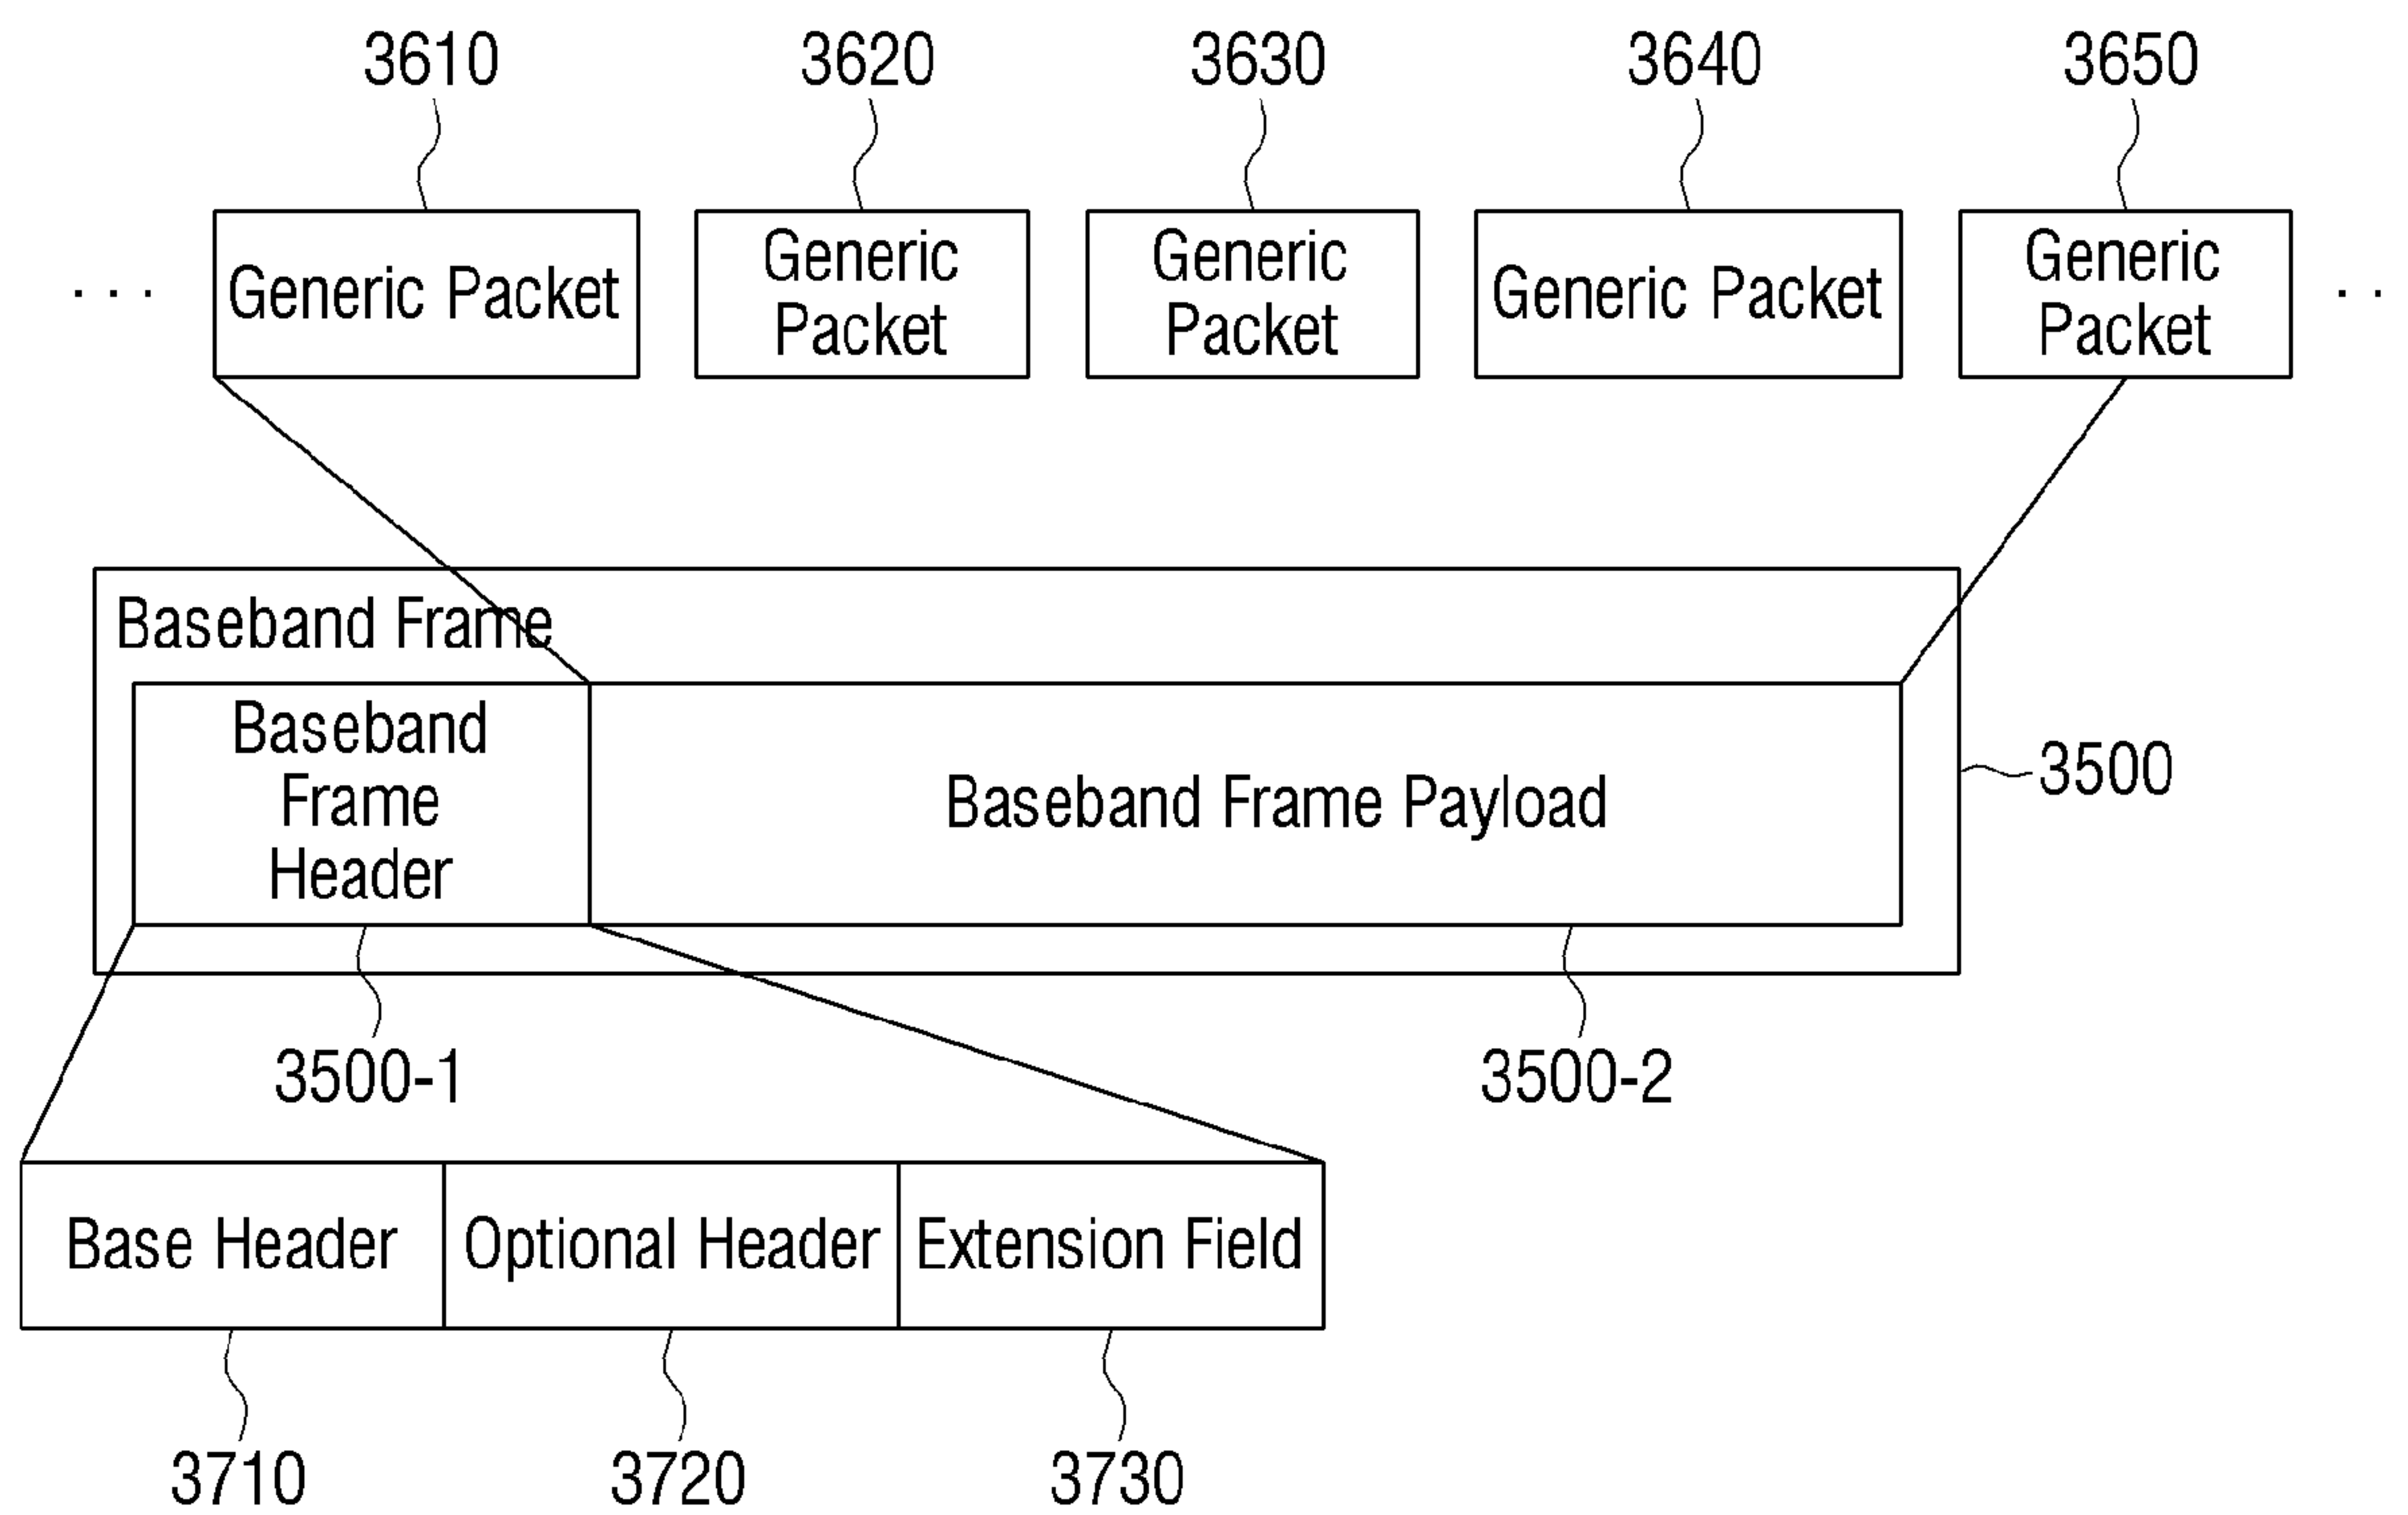 3610 3620 3630 3640 3650
Generic Packet
Generic
Packet
Generic
Packet
Generic Packet
Generic
Packet
. . .
. .
Baseband Frame
Baseband
Frame
Header
Baseband Frame Payload
3500
3500-1
3500-2
Base Header
Optional Header
Extension Field
3710 3720 3730